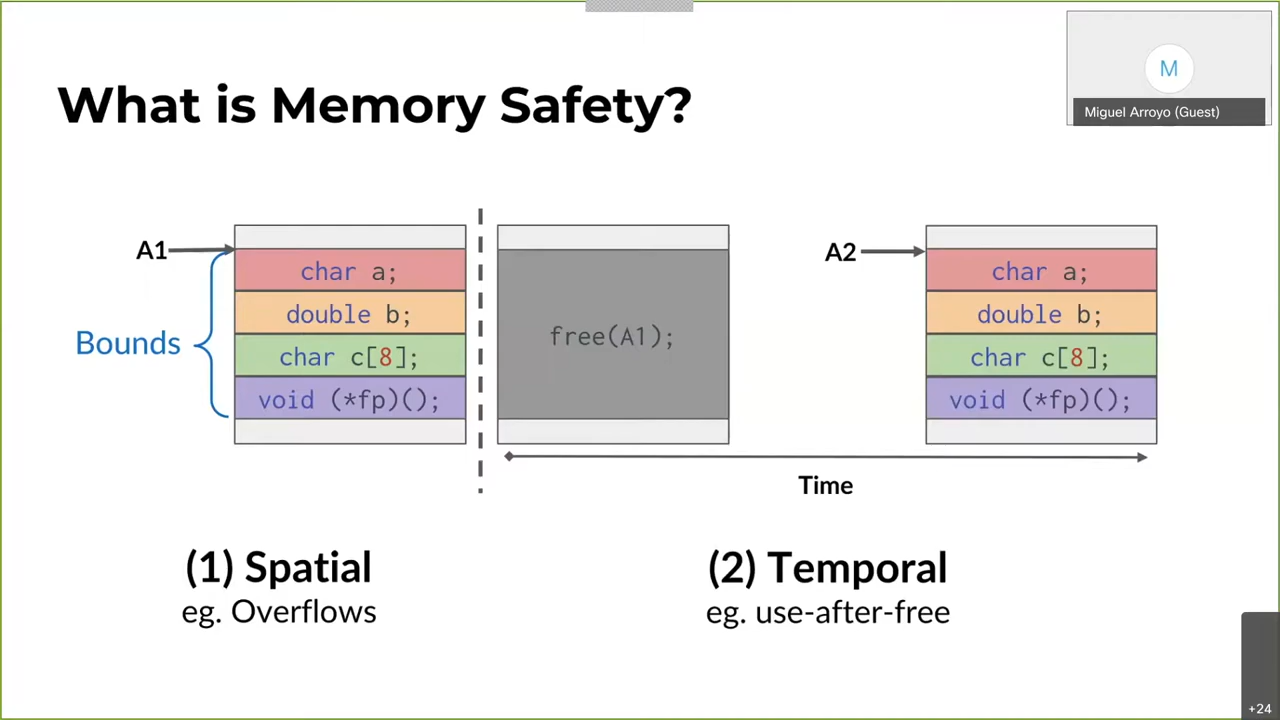 What is Memory Safety?
M
Miguel Arroyo (Guest)
A1
Bounds
char a;
double b;
char c[8];
void (*fp)();
free(A1);
A2
char a;
double b;
char c[8];
void (*fp)();
Time
(1) Spatial
eg. Overflows
(2) Temporal
eg. use-after-free
+24